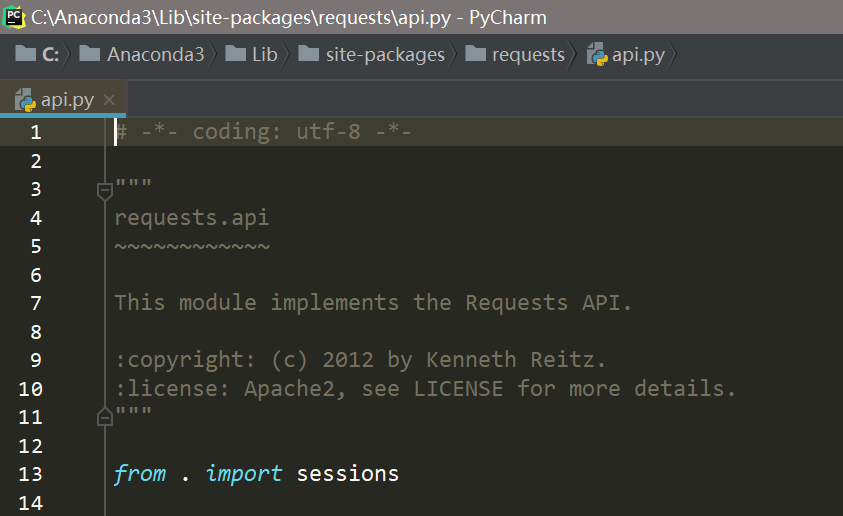 PC C:\Anaconda3\Lib\site-packages\requests\api.py - PyCharm
C: Anaconda3 Lib site-packages requests api.py
api.py ×
1 # -*- coding: utf-8 -*-
2
3 """
4 requests.api
5 ~~~~~~~~~~~~
6
7 This module implements the Requests API.
8
9 :copyright: (c) 2012 by Kenneth Reitz.
10 :license: Apache2, see LICENSE for more details.
11 """
12
13 from . import sessions
14